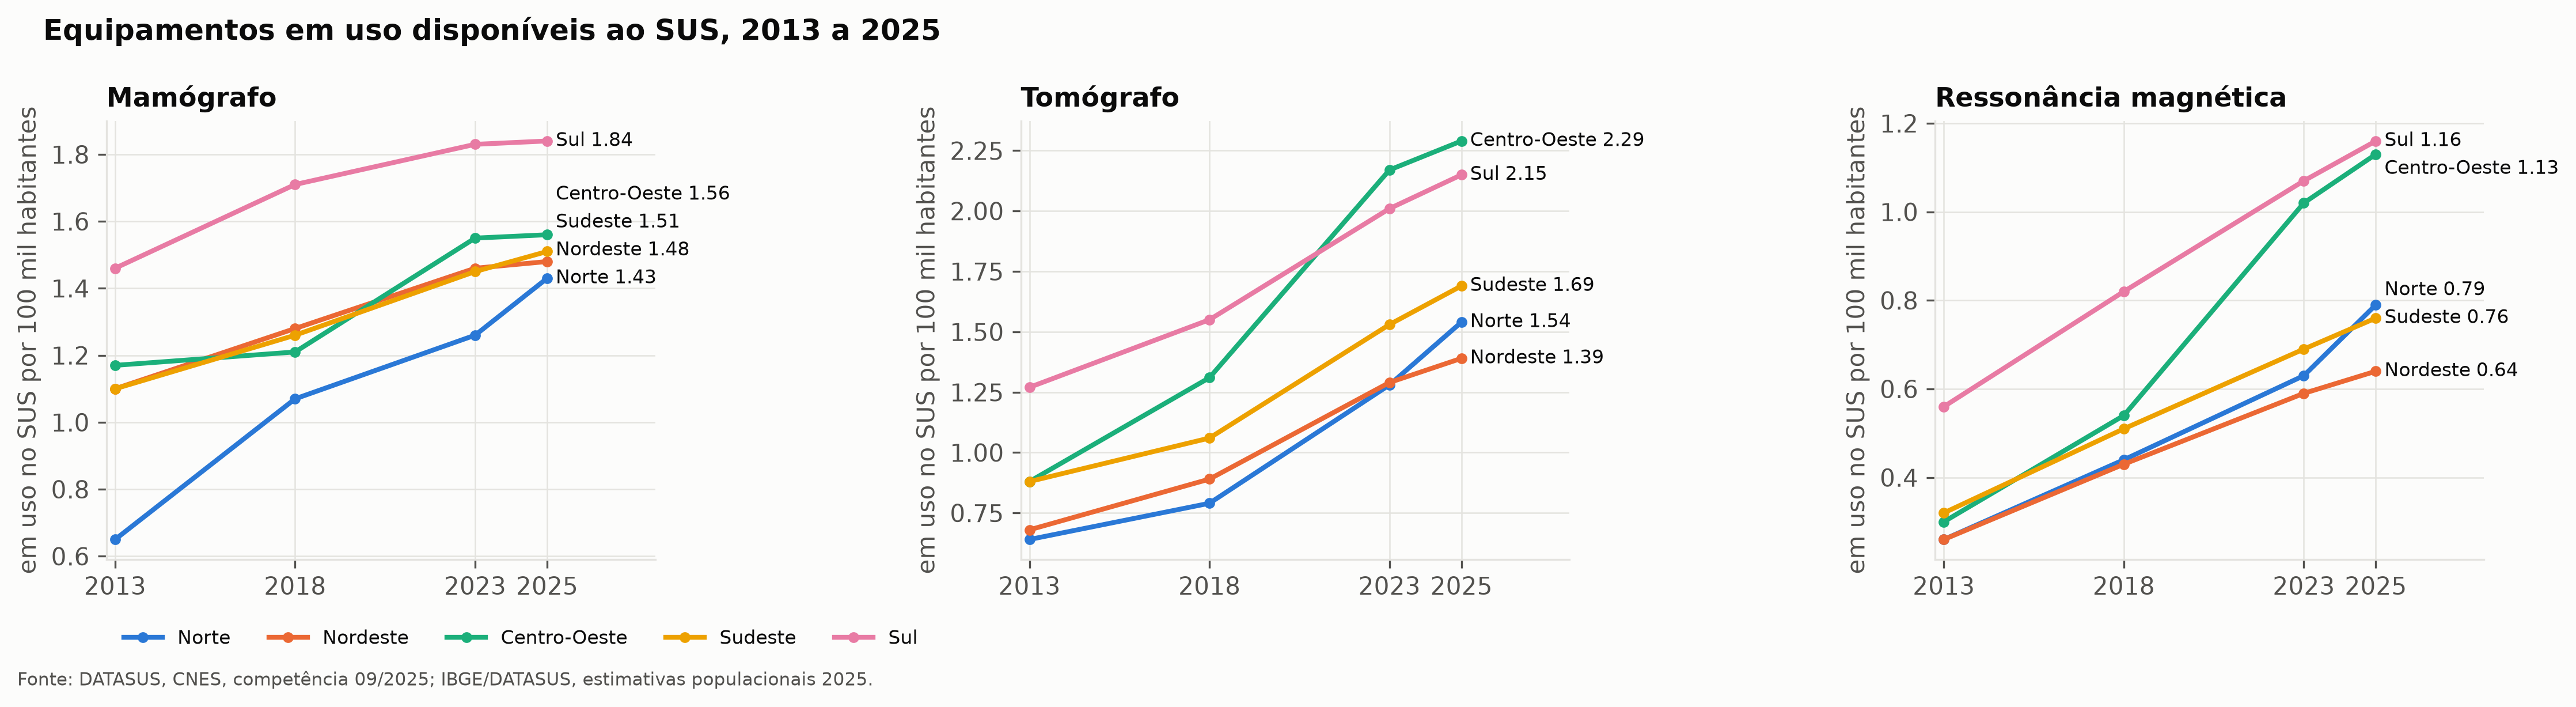 Equipamentos em uso disponíveis ao SUS, 2013 a 2025
Mamógrafo
em uso no SUS por 100 mil habitantes
1.8
1.6
1.4
1.2
1.0
0.8
0.6
2013 2018 2023 2025
Sul 1.84
Centro-Oeste 1.56
Sudeste 1.51
Nordeste 1.48
Norte 1.43
Tomógrafo
em uso no SUS por 100 mil habitantes
2.25
2.00
1.75
1.50
1.25
1.00
0.75
2013 2018 2023 2025
Centro-Oeste 2.29
Sul 2.15
Sudeste 1.69
Norte 1.54
Nordeste 1.39
Ressonância magnética
em uso no SUS por 100 mil habitantes
1.2
1.0
0.8
0.6
0.4
2013 2018 2023 2025
Sul 1.16
Centro-Oeste 1.13
Norte 0.79
Sudeste 0.76
Nordeste 0.64
Norte Nordeste Centro-Oeste Sudeste Sul
Fonte: DATASUS, CNES, competência 09/2025; IBGE/DATASUS, estimativas populacionais 2025.